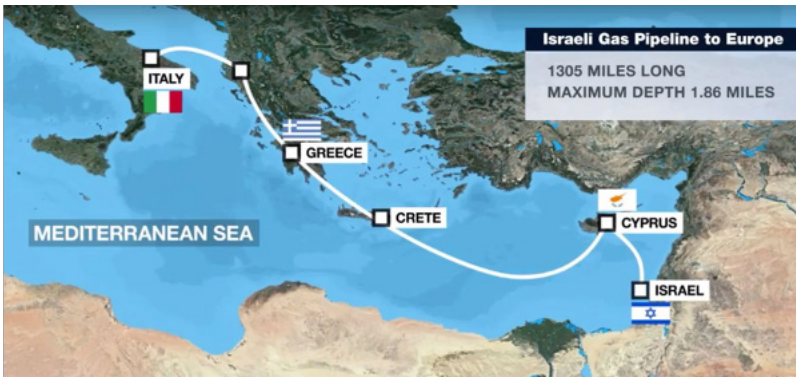 Israeli Gas Pipeline to Europe
1305 MILES LONG
MAXIMUM DEPTH 1.86 MILES
ITALY
GREECE
CRETE
CYPRUS
MEDITERRANEAN SEA
ISRAEL